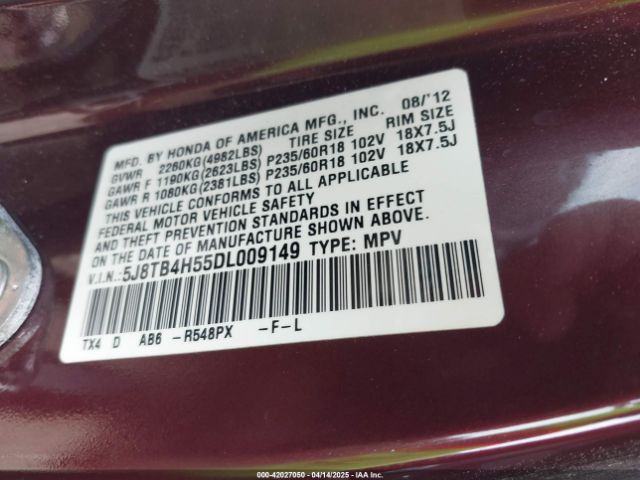 MFD. BY HONDA OF AMERICA MFG., INC. 08/'12
GVWR 2260KG(4982LBS) TIRE SIZE RIM SIZE
GAWR F 1190KG(2623LBS) P235/60R18 102V 18X7.5J
GAWR R 1080KG(2381LBS) P235/60R18 102V 18X7.5J
THIS VEHICLE CONFORMS TO ALL APPLICABLE
FEDERAL MOTOR VEHICLE SAFETY
AND THEFT PREVENTION STANDARDS IN EFFECT
ON THE DATE OF MANUFACTURE SHOWN ABOVE.
V.I.N.:5J8TB4H55DL009149 TYPE: MPV
TX4 D AB6 -R548PX -F-L
000-42027050 04/14/2025 IAA Inc.